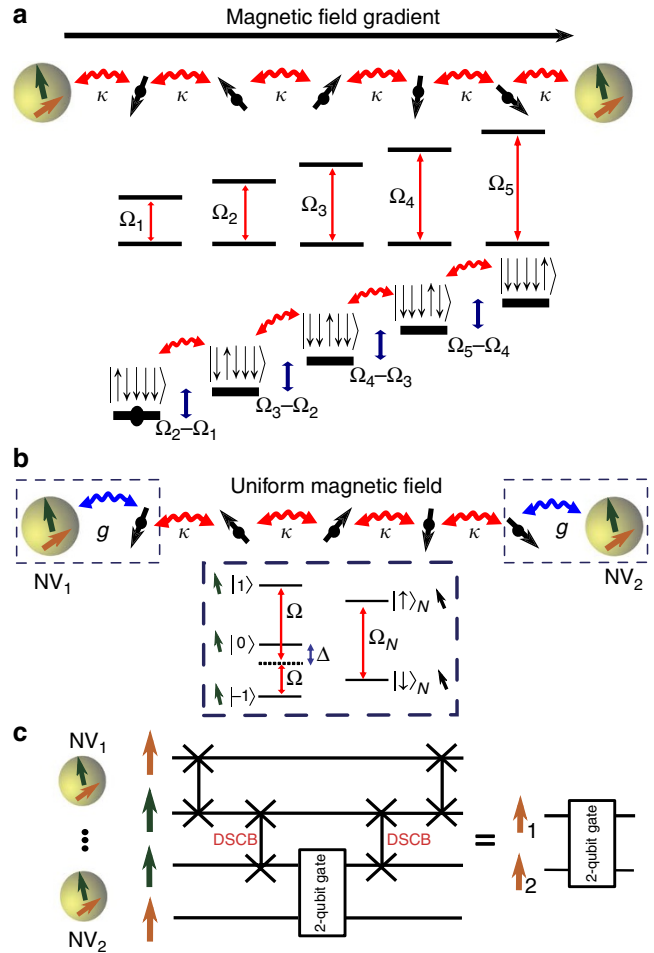 a
Magnetic field gradient
κ κ κ κ κ κ
Ω1 Ω2 Ω3 Ω4 Ω5
|↑↓↓↓↓⟩ |↓↑↓↓↓⟩ |↓↓↑↓↓⟩ |↓↓↓↑↓⟩ |↓↓↓↓↑⟩
Ω2–Ω1 Ω3–Ω2 Ω4–Ω3 Ω5–Ω4
b
Uniform magnetic field
g κ κ κ κ g
NV1 NV2
|1⟩ Ω |↑⟩N
|0⟩ Δ ΩN
|−1⟩ Ω |↓⟩N
c
NV1
DSCB DSCB
2-qubit gate
=
1
2
2-qubit gate
NV2